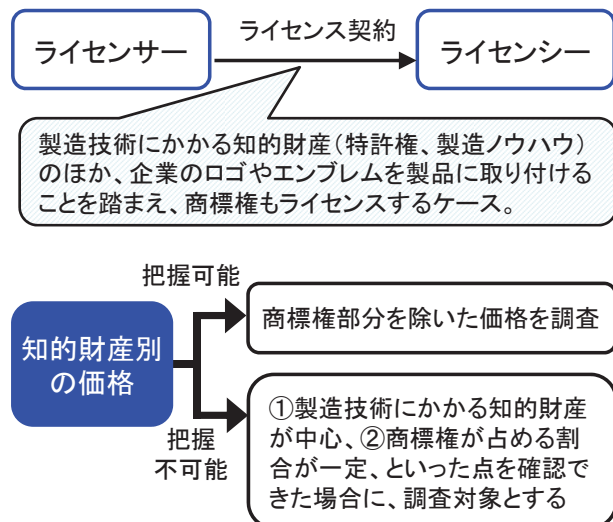 ライセンサー
ライセンス契約
ライセンシー
製造技術にかかる知的財産（特許権、製造ノウハウ）
のほか、企業のロゴやエンブレムを製品に取り付ける
ことを踏まえ、商標権もライセンスするケース。
把握可能
商標権部分を除いた価格を調査
知的財産別
の価格
把握
不可能
①製造技術にかかる知的財産
が中心、②商標権が占める割
合が一定、といった点を確認で
きた場合に、調査対象とする